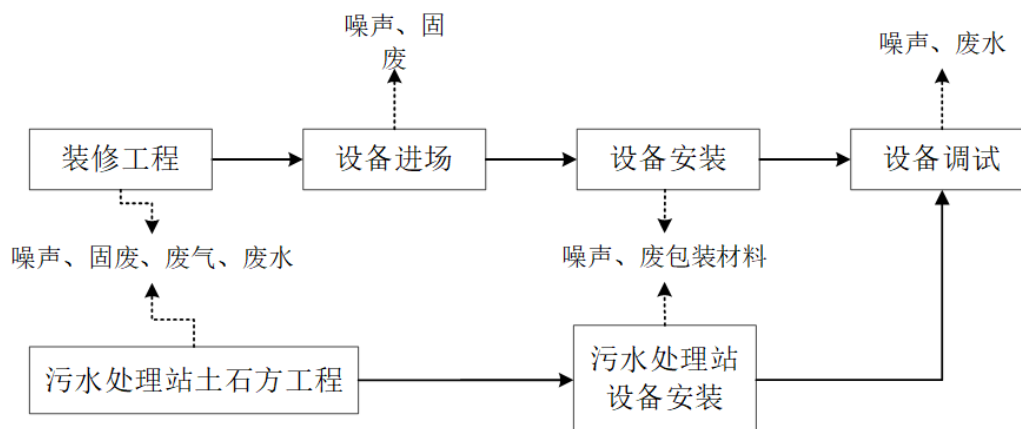 噪声、固
废
噪声、废水
装修工程
设备进场
设备安装
设备调试
噪声、固废、废气、废水
噪声、废包装材料
污水处理站土石方工程
污水处理站
设备安装